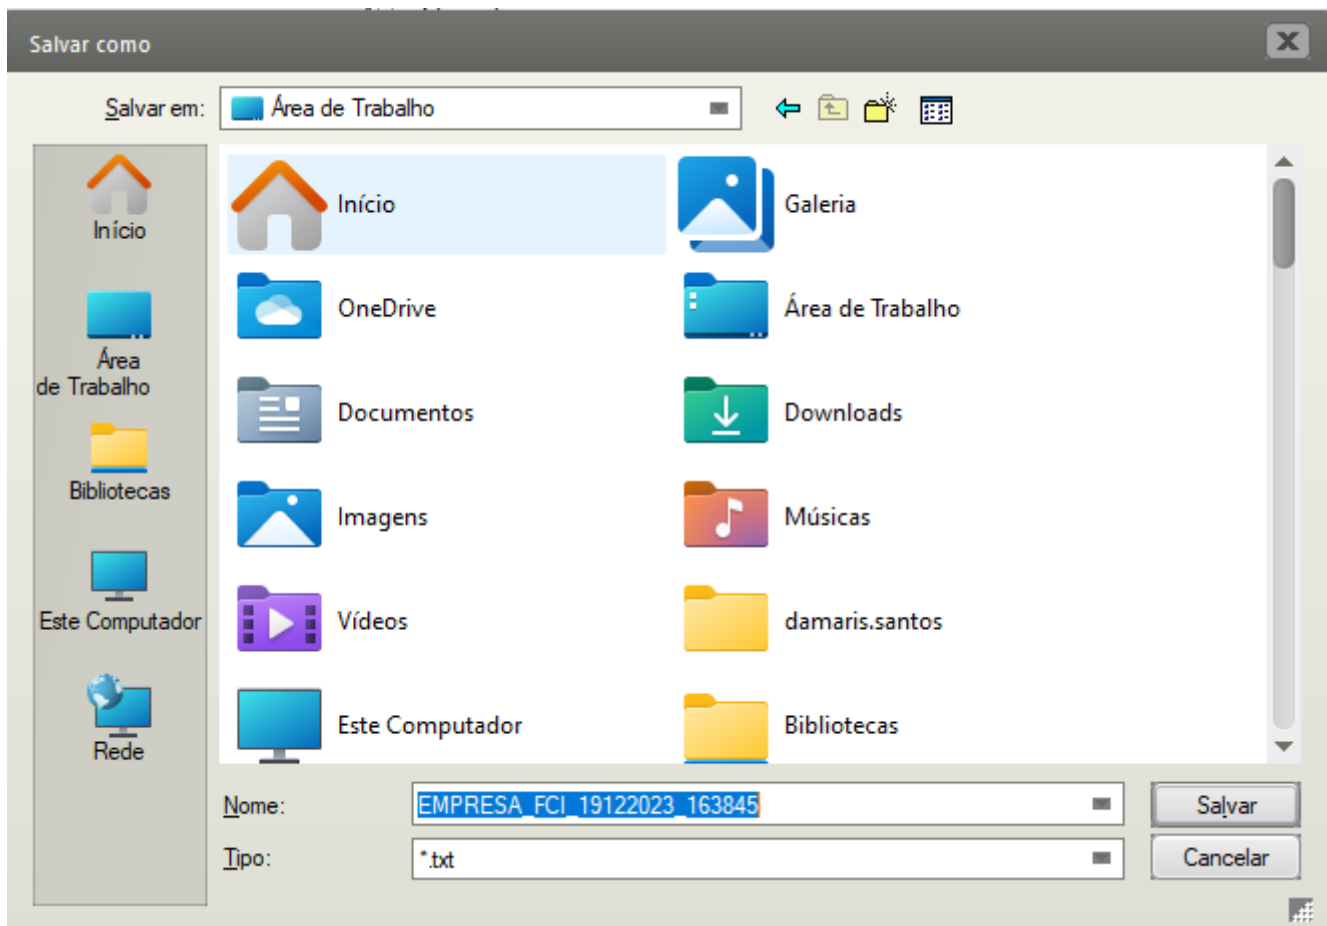 Salvar como
Salvar em:
Área de Trabalho
Início
Área
de Trabalho
Bibliotecas
Este Computador
Rede
Início
Galeria
OneDrive
Área de Trabalho
Documentos
Downloads
Imagens
Músicas
Vídeos
damaris.santos
Este Computador
Bibliotecas
Nome:
EMPRESA_FCI_19122023_163845
Salvar
Tipo:
*.txt
Cancelar